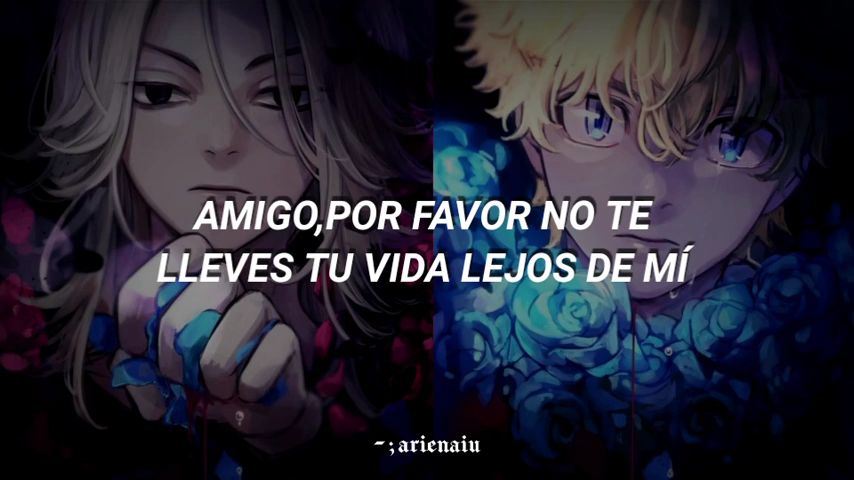 AMIGO,POR FAVOR NO TE
LLEVES TU VIDA LEJOS DE MÍ
~;arienaiu